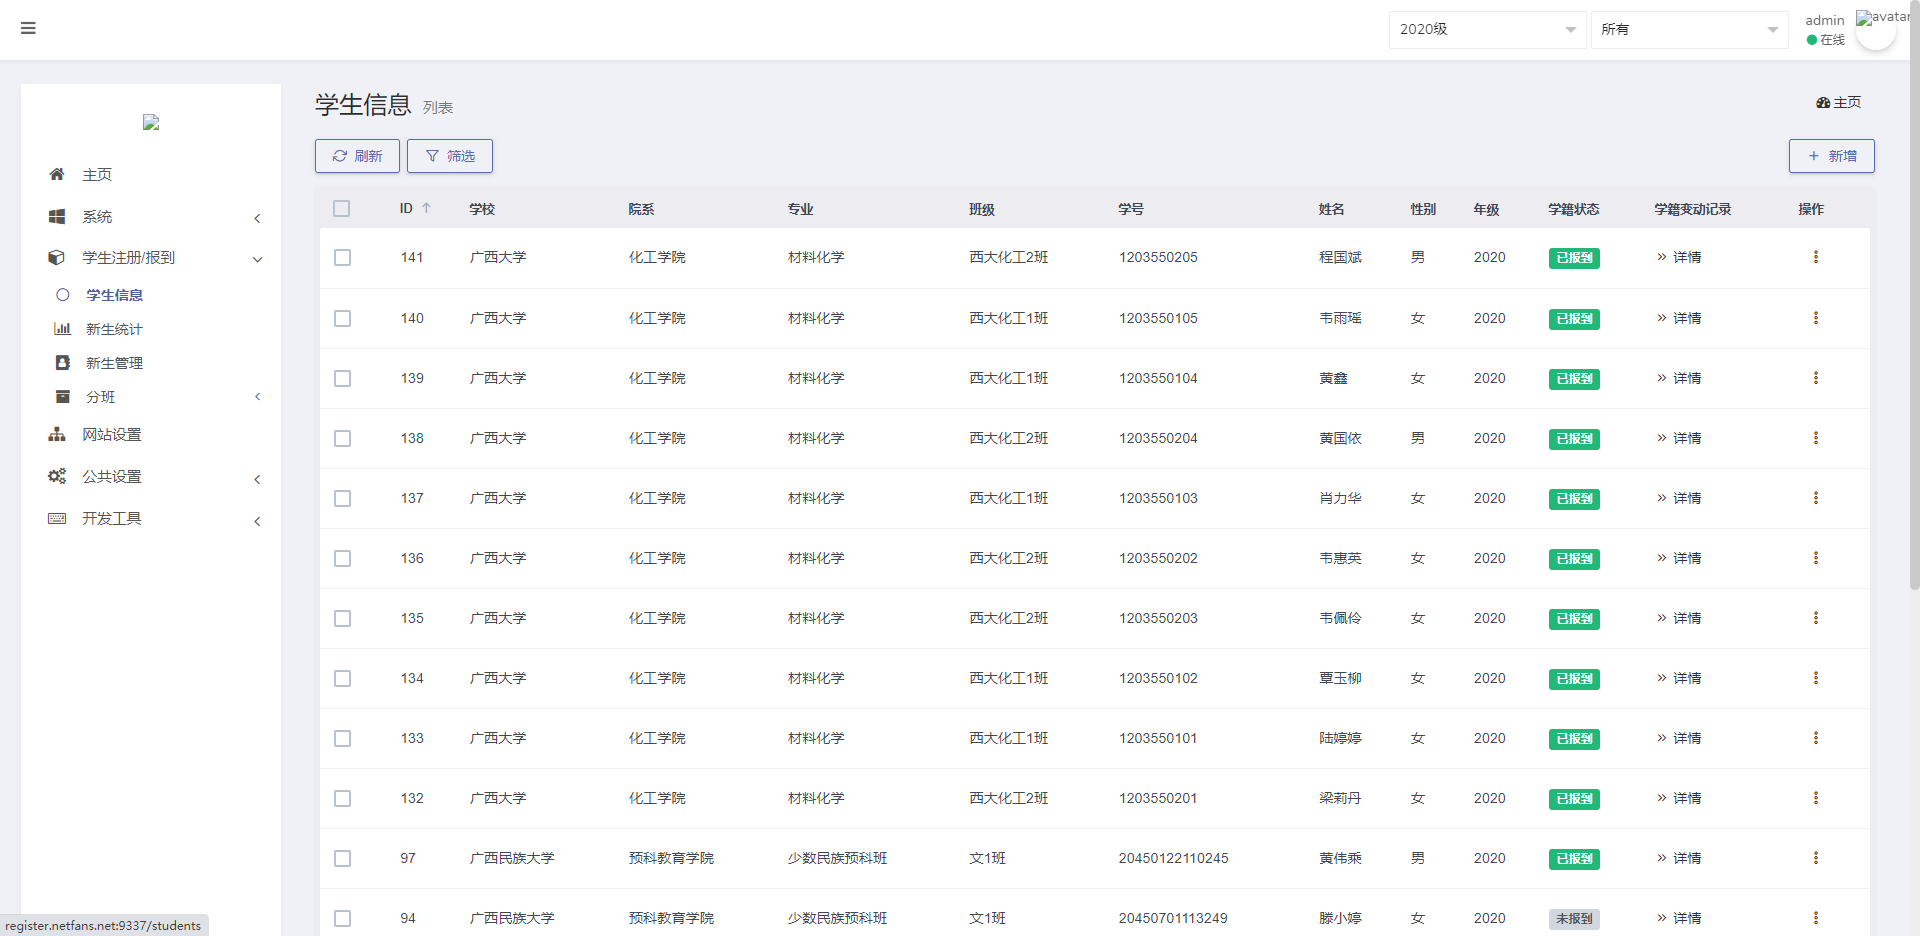 2020级 所有 admin avatar
在线
学生信息 列表 主页
刷新 筛选 新增
主页
系统
学生注册/报到
学生信息
新生统计
新生管理
分班
网站设置
公共设置
开发工具
ID 学校 院系 专业 班级 学号 姓名 性别 年级 学籍状态 学籍变动记录 操作
141 广西大学 化工学院 材料化学 西大化工2班 1203550205 程国斌 男 2020 已报到 详情
140 广西大学 化工学院 材料化学 西大化工1班 1203550105 韦雨瑶 女 2020 已报到 详情
139 广西大学 化工学院 材料化学 西大化工1班 1203550104 黄鑫 女 2020 已报到 详情
138 广西大学 化工学院 材料化学 西大化工2班 1203550204 黄国依 男 2020 已报到 详情
137 广西大学 化工学院 材料化学 西大化工1班 1203550103 肖力华 女 2020 已报到 详情
136 广西大学 化工学院 材料化学 西大化工2班 1203550202 韦惠英 女 2020 已报到 详情
135 广西大学 化工学院 材料化学 西大化工2班 1203550203 韦佩伶 女 2020 已报到 详情
134 广西大学 化工学院 材料化学 西大化工1班 1203550102 覃玉柳 女 2020 已报到 详情
133 广西大学 化工学院 材料化学 西大化工1班 1203550101 陆婷婷 女 2020 已报到 详情
132 广西大学 化工学院 材料化学 西大化工2班 1203550201 梁莉丹 女 2020 已报到 详情
97 广西民族大学 预科教育学院 少数民族预科班 文1班 20450122110245 黄伟乘 男 2020 已报到 详情
94 广西民族大学 预科教育学院 少数民族预科班 文1班 20450701113249 滕小婷 女 2020 未报到 详情
register.netfans.net:9337/students